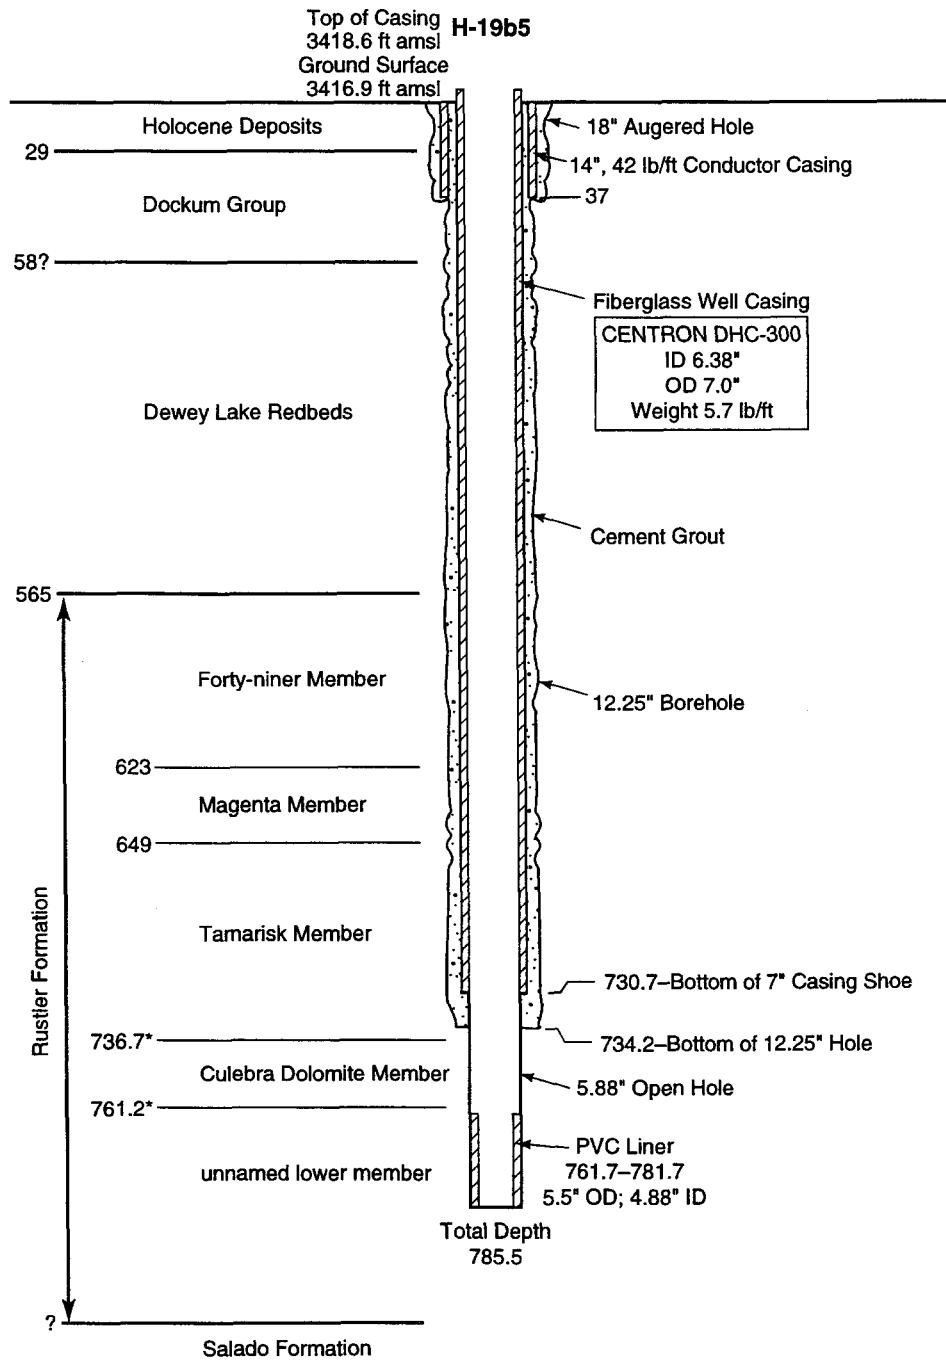 H-19b5
Top of Casing
3418.6 ft amsl
Ground Surface
3416.9 ft amsl
Holocene Deposits
18" Augered Hole
29
14", 42 lb/ft Conductor Casing
37
Dockum Group
58?
Fiberglass Well Casing
CENTRON DHC-300
ID 6.38"
OD 7.0"
Weight 5.7 lb/ft
Dewey Lake Redbeds
Cement Grout
565
Forty-niner Member
12.25" Borehole
623
Magenta Member
649
Rustler Formation
Tamarisk Member
730.7–Bottom of 7" Casing Shoe
736.7*
734.2–Bottom of 12.25" Hole
Culebra Dolomite Member
5.88" Open Hole
761.2*
PVC Liner
761.7–781.7
5.5" OD; 4.88" ID
unnamed lower member
Total Depth
785.5
?
Salado Formation